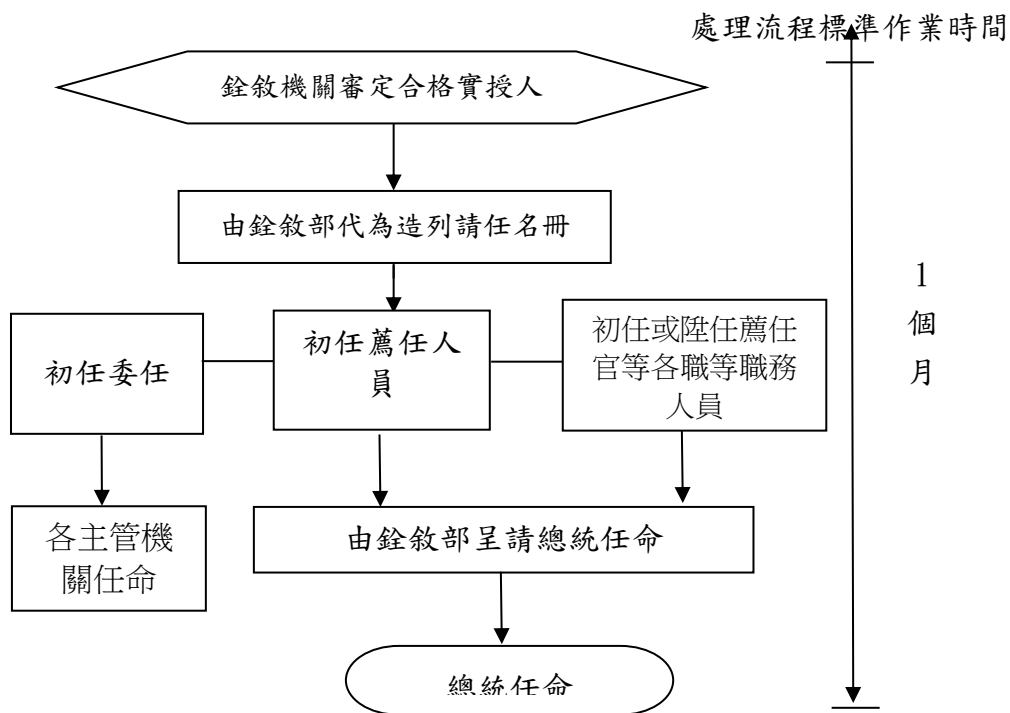 處理流程標準作業時間
銓敘機關審定合格實授人
由銓敘部代為造列請任名冊
初任委任
初任薦任人
員
初任或陞任薦任
官等各職等職務
人員
1
個
月
各主管機
關任命
由銓敘部呈請總統任命
總統任命